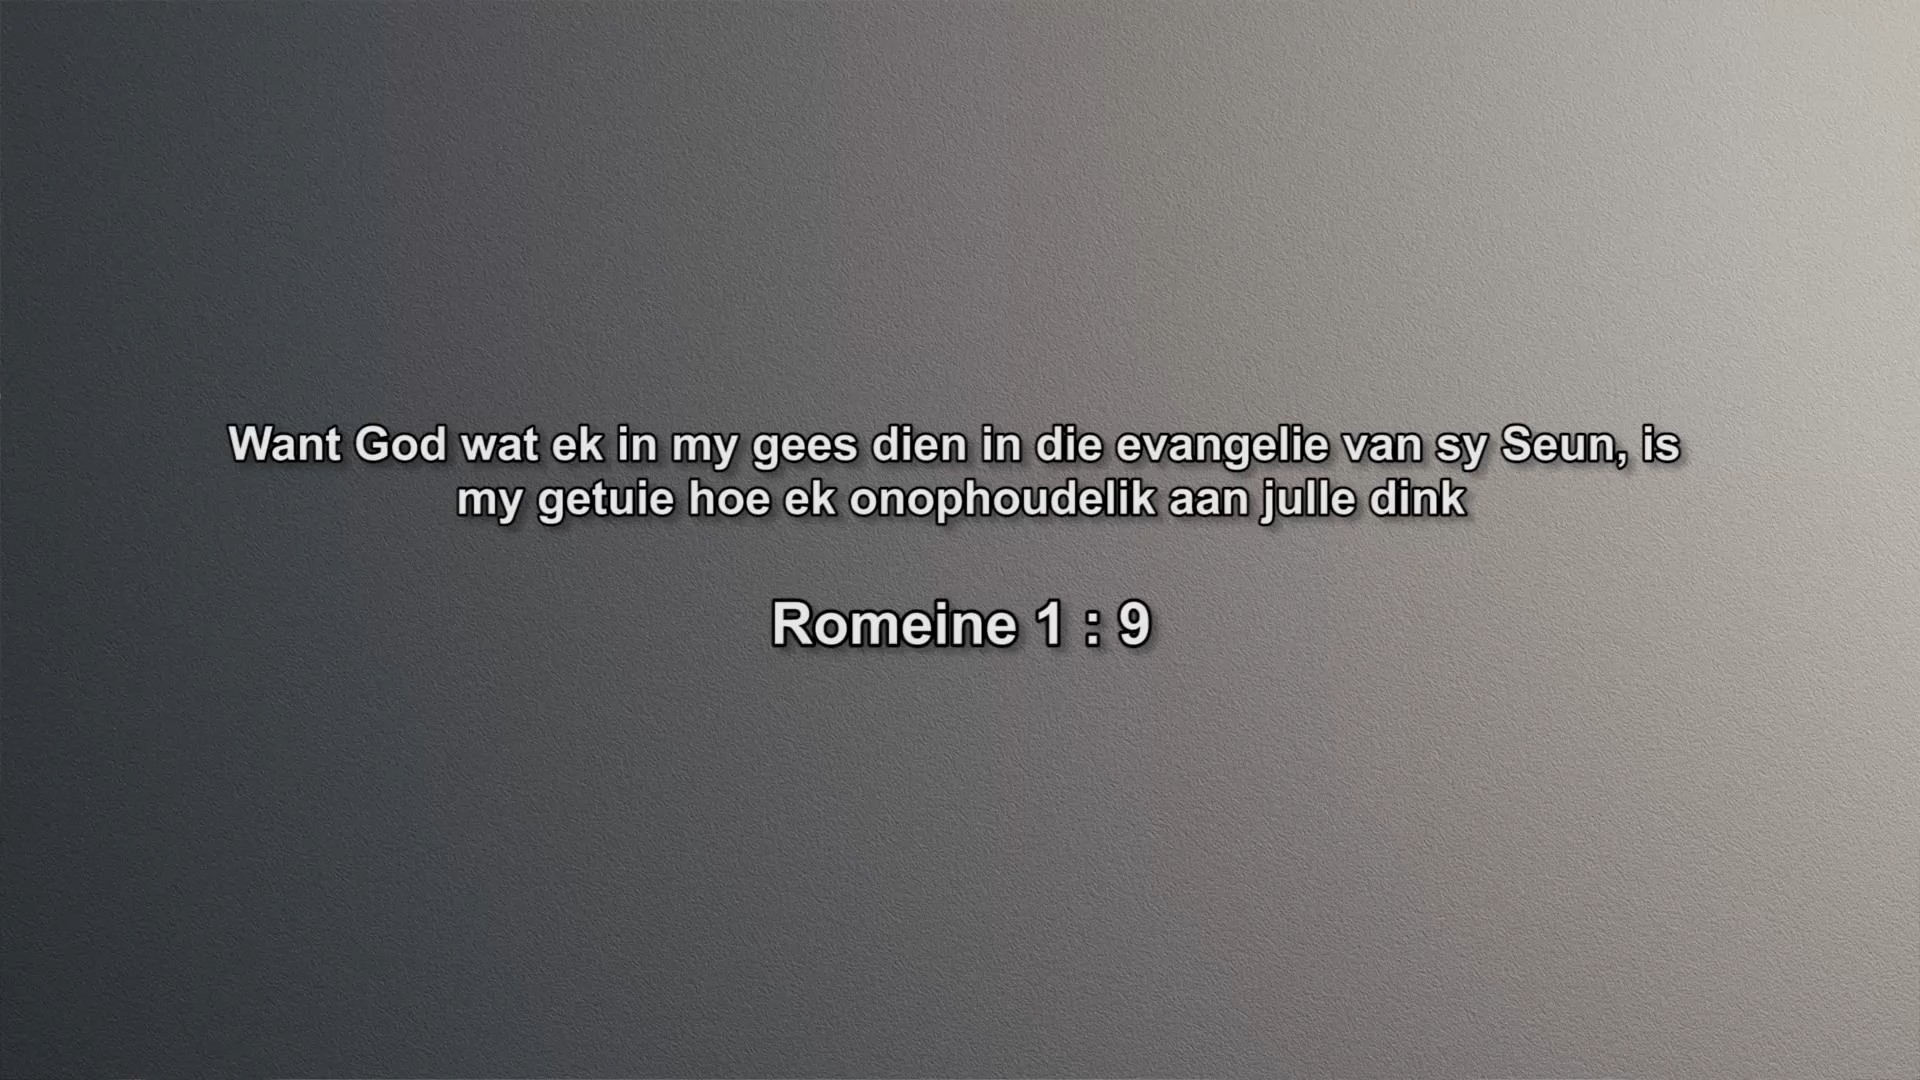 Want God wat ek in my gees dien in die evangelie van sy Seun, is
my getuie hoe ek onophoudelik aan julle dink
Romeine 1 : 9